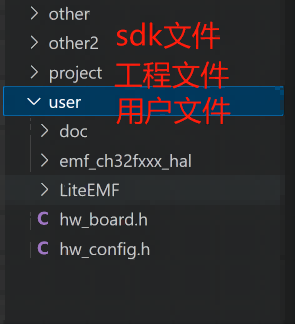 other
other2
sdk文件
project
工程文件
user
用户文件
doc
emf_ch32fxxx_hal
LiteEMF
C hw_board.h
C hw_config.h